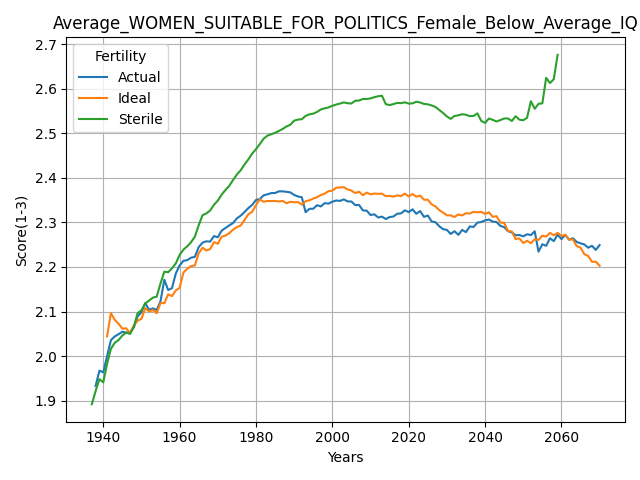 Average_WOMEN_SUITABLE_FOR_POLITICS_Female_Below_Average_IQ
2.7
2.6
2.5
2.4
2.3
2.2
2.1
2.0
1.9
Score(1-3)
Fertility
Actual
Ideal
Sterile
1940 1960 1980 2000 2020 2040 2060
Years